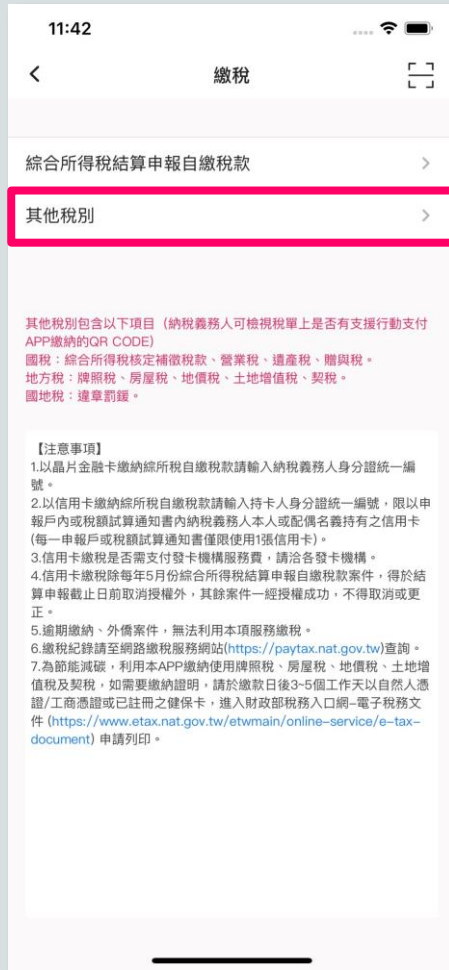 11:42
繳稅
綜合所得稅結算申報自繳稅款
其他稅別
其他稅別包含以下項目（納稅義務人可檢視稅單上是否有支援行動支付
APP繳納的QR CODE）
國稅：綜合所得稅核定補徵稅款、營業稅、遺產稅、贈與稅。
地方稅：牌照稅、房屋稅、地價稅、土地增值稅、契稅。
國地稅：違章罰鍰。
【注意事項】
1.以晶片金融卡繳納綜所稅自繳稅款請輸入納稅義務人身分證統一編
號。
2.以信用卡繳納綜所稅自繳稅款請輸入持卡人身分證統一編號，限以申
報戶內或稅額試算通知書內納稅義務人本人或配偶名義持有之信用卡
(每一申報戶或稅額試算通知書僅限使用1張信用卡)。
3.信用卡繳稅是否需支付發卡機構服務費，請洽各發卡機構。
4.信用卡繳稅除每年5月份綜合所得稅結算申報自繳稅款案件，得於結
算申報截止日前取消授權外，其餘案件一經授權成功，不得取消或更
正。
5.逾期繳納、外僑案件，無法利用本項服務繳稅。
6.繳稅紀錄請至網路繳稅服務網站(https://paytax.nat.gov.tw)查詢。
7.為節能減碳，利用本APP繳納使用牌照稅、房屋稅、地價稅、土地增
值稅及契稅，如需要繳納證明，請於繳款日後3~5個工作天以自然人憑
證/工商憑證或已註冊之健保卡，進入財政部稅務入口網–電子稅務文
件 (https://www.etax.nat.gov.tw/etwmain/online-service/e-tax-
document) 申請列印。